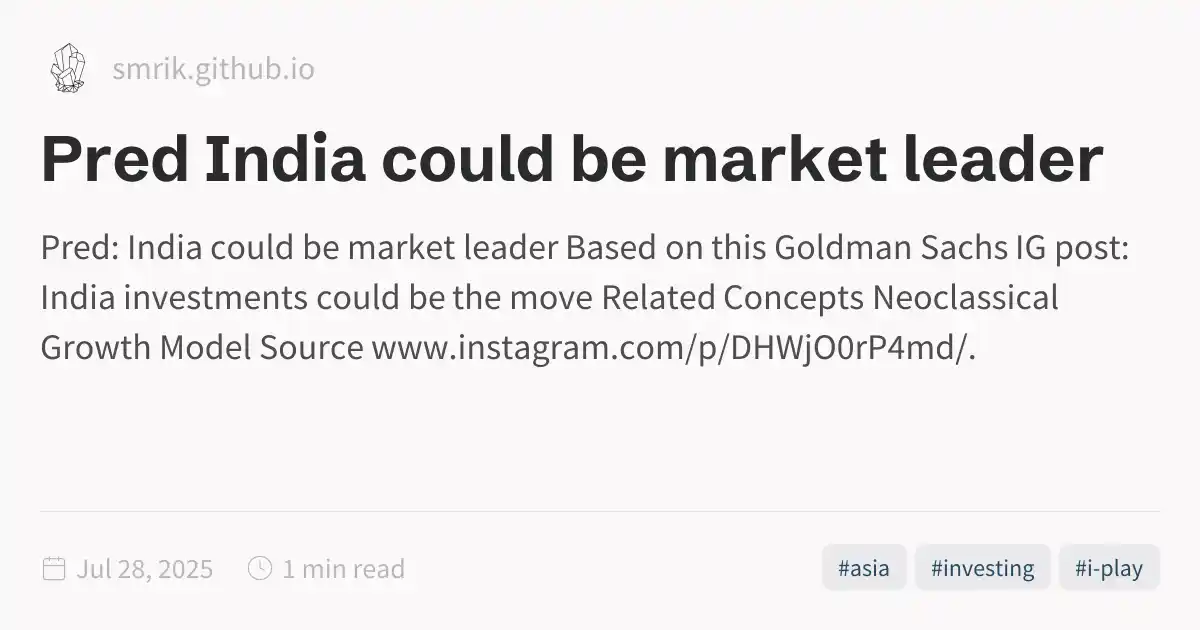 smrik.github.io
Pred India could be market leader
Pred: India could be market leader Based on this Goldman Sachs IG post:
India investments could be the move Related Concepts Neoclassical
Growth Model Source www.instagram.com/p/DHWjO0rP4md/.
Jul 28, 2025 1 min read #asia #investing #i-play